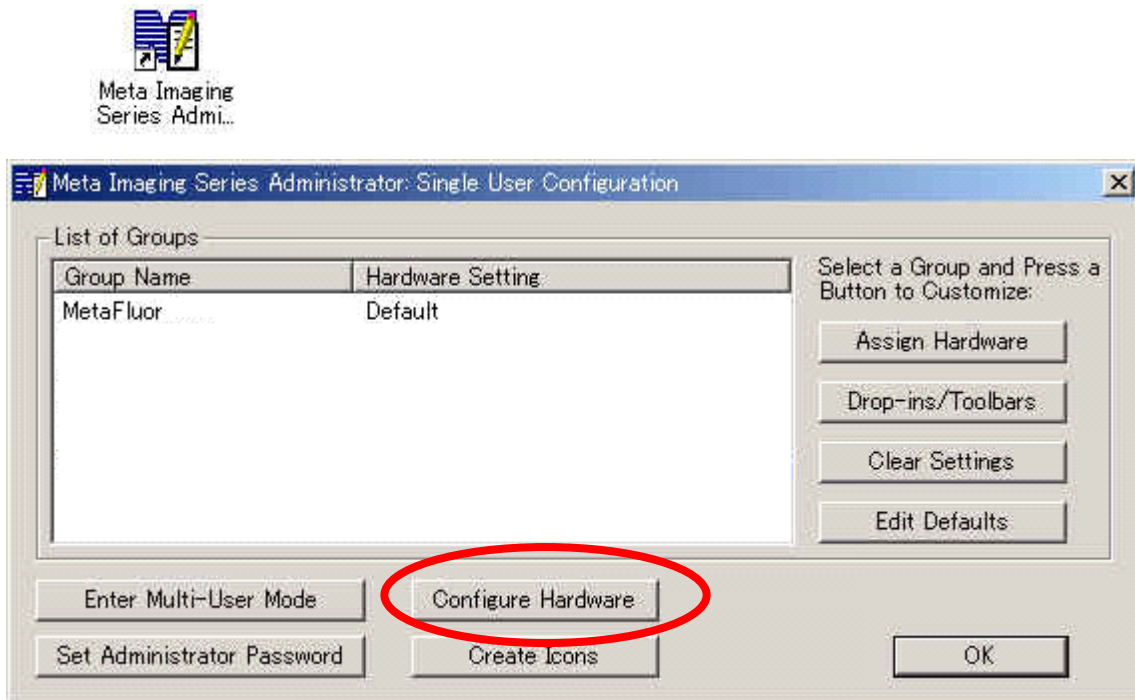 Meta Imaging
Series Admi...
Meta Imaging Series Administrator: Single User Configuration
List of Groups
Group Name Hardware Setting
MetaFluor Default
Select a Group and Press a
Button to Customize:
Assign Hardware
Drop-ins/Toolbars
Clear Settings
Edit Defaults
Enter Multi-User Mode Configure Hardware
Set Administrator Password Create Icons OK